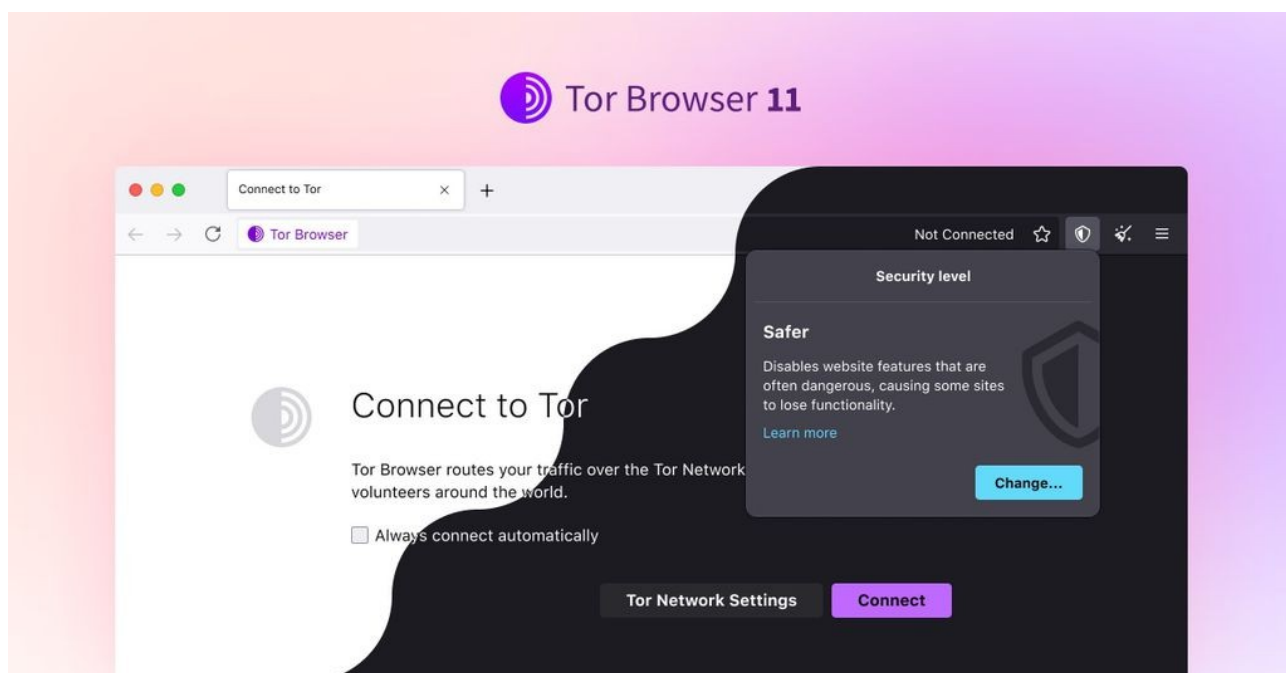 Tor Browser 11
Connect to Tor
Tor Browser
Not Connected
Security level
Safer
Disables website features that are
often dangerous, causing some sites
to lose functionality.
Learn more
Change...
Connect to Tor
Tor Browser routes your traffic over the Tor Network
volunteers around the world.
Always connect automatically
Tor Network Settings
Connect